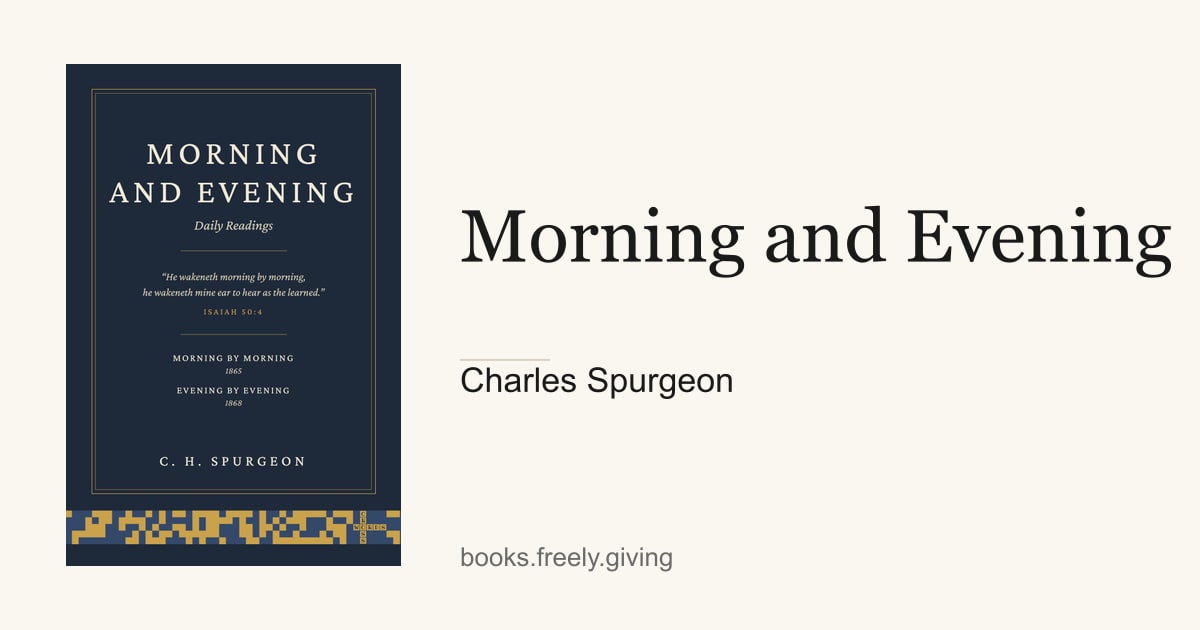 MORNING
AND EVENING
Daily Readings
“He wakeneth morning by morning,
he wakeneth mine ear to hear as the learned.”
ISAIAH 50:4
MORNING BY MORNING
1865
EVENING BY EVENING
1868
C. H. SPURGEON
Morning and Evening
Charles Spurgeon
books.freely.giving